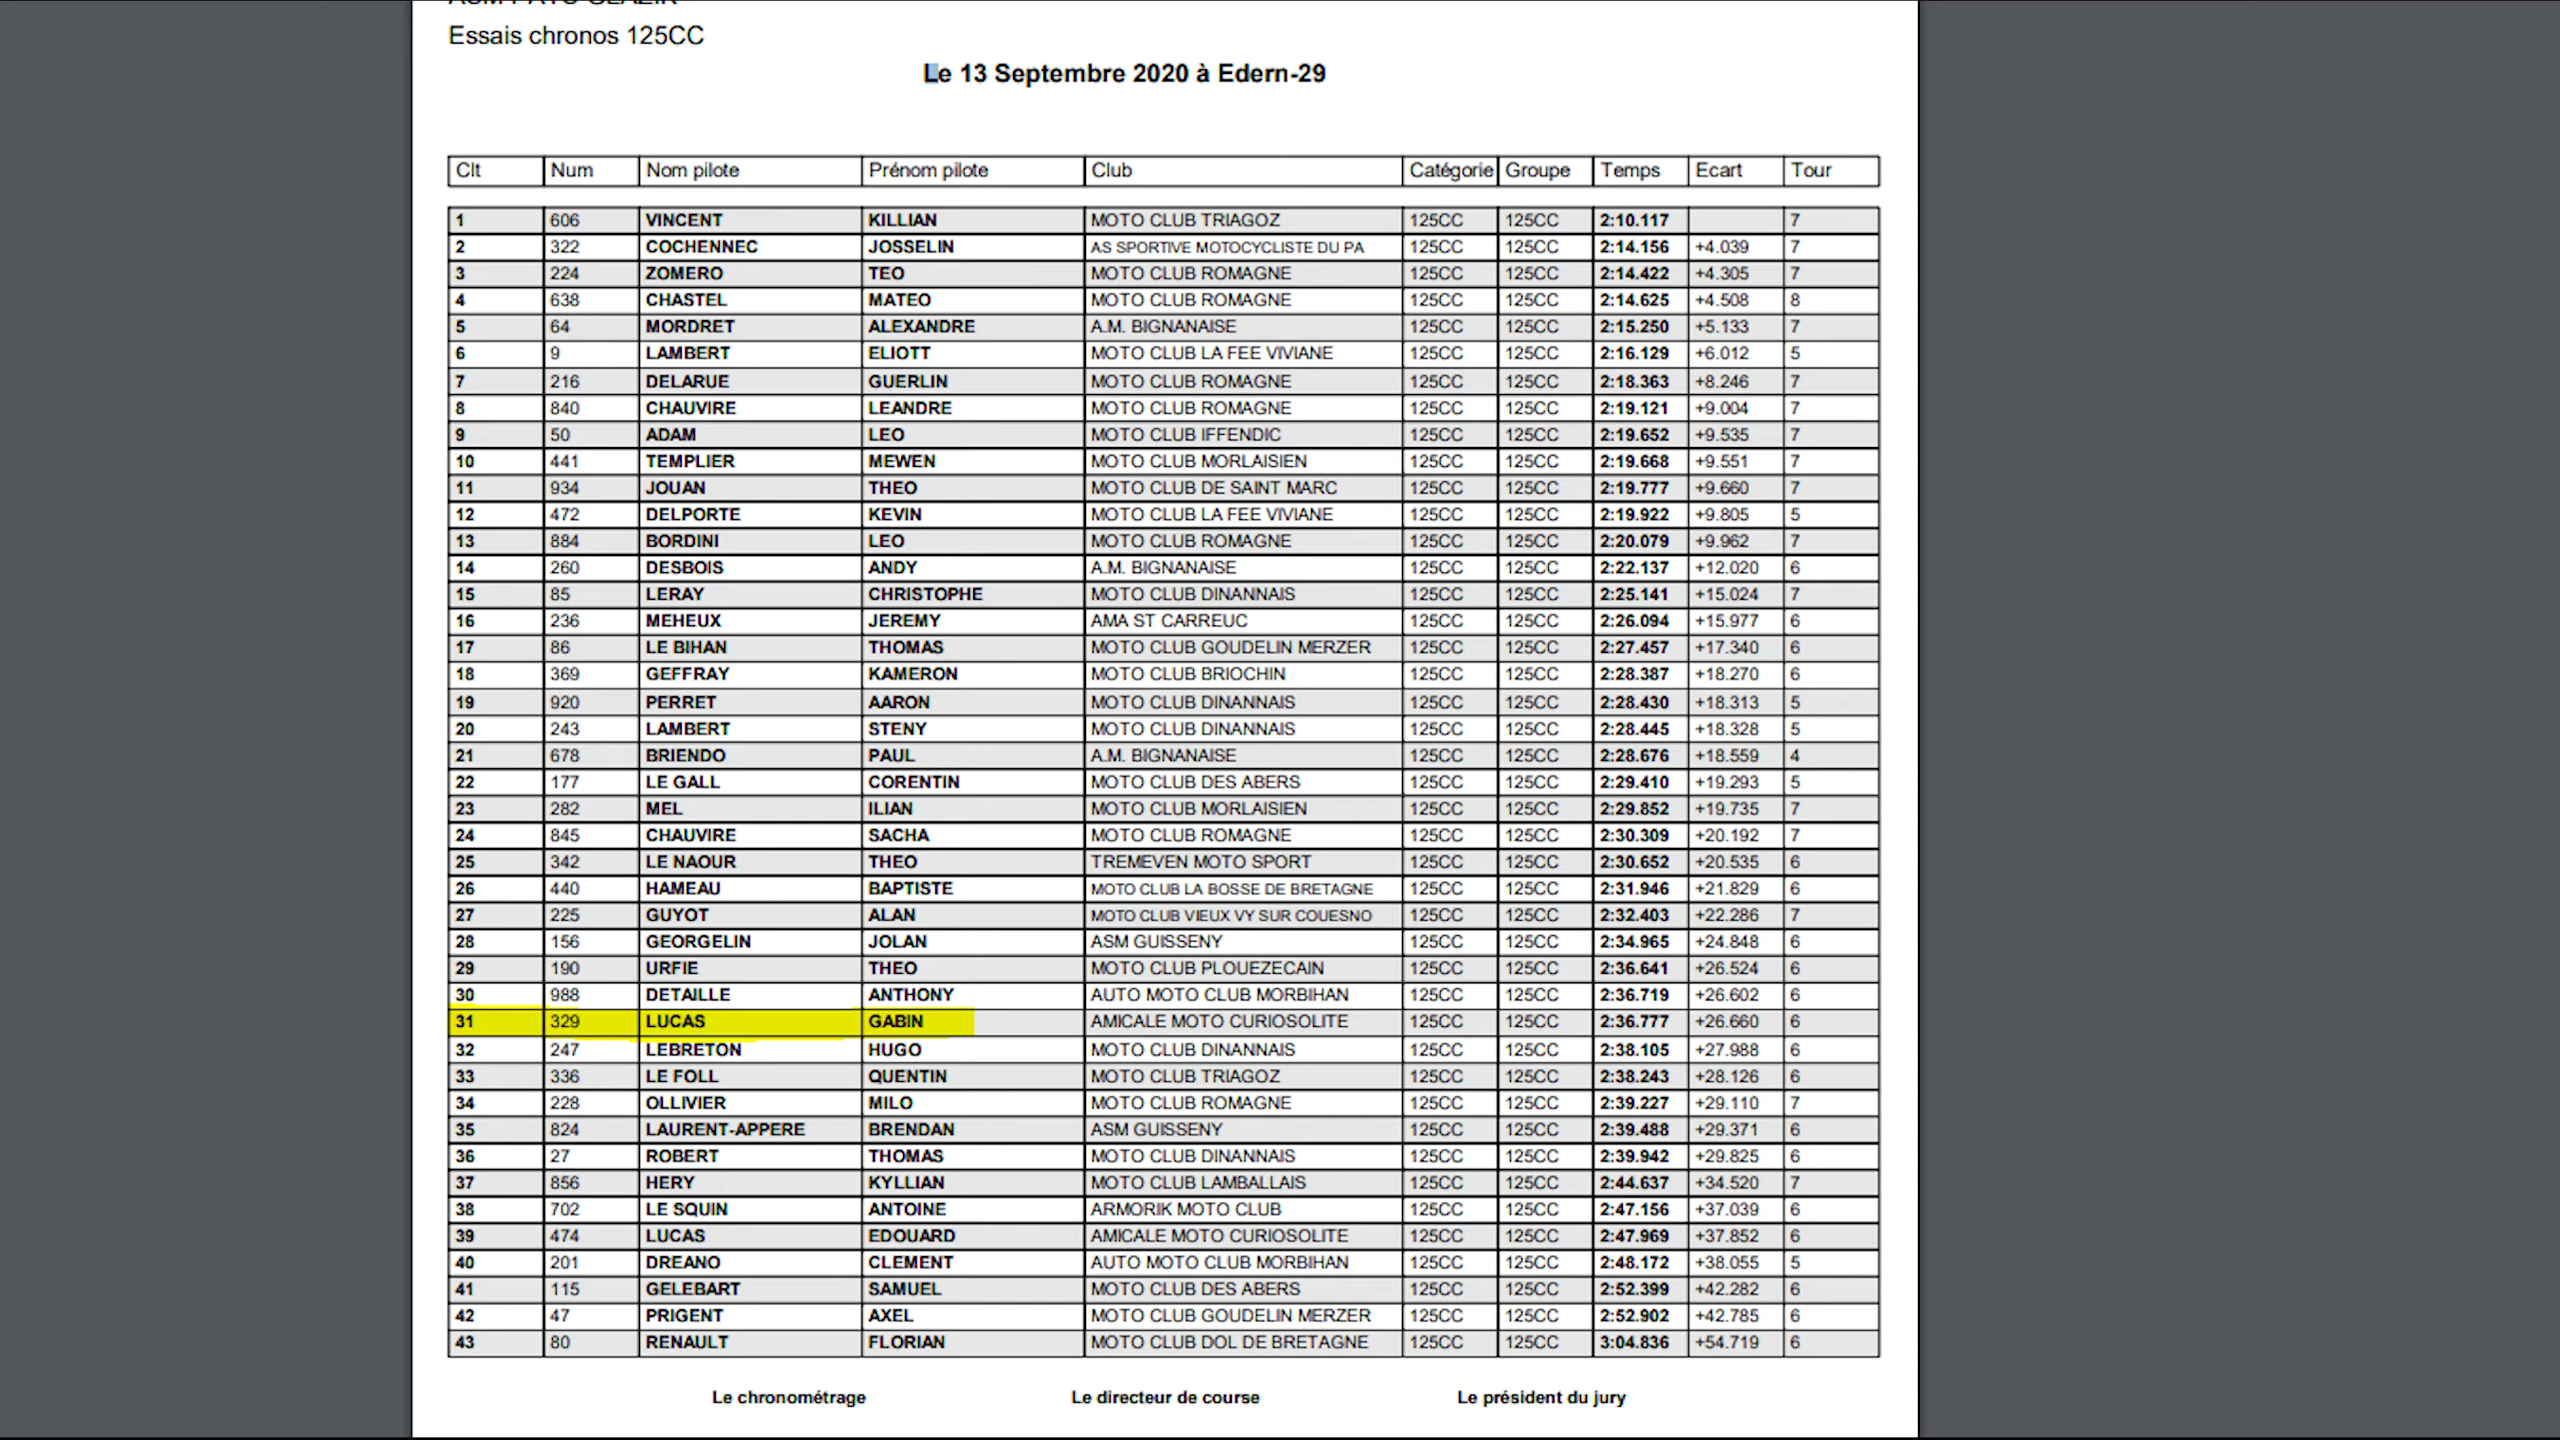 Essais chronos 125CC
Le 13 Septembre 2020 à Edern-29
Clt Num Nom pilote Prénom pilote Club Catégorie Groupe Temps Ecart Tour
1 606 VINCENT KILLIAN MOTO CLUB TRIAGOZ 125CC 125CC 2:10.117 7
2 322 COCHENNEC JOSSELIN AS SPORTIVE MOTOCYCLISTE DU PA 125CC 125CC 2:14.156 +4.039 7
3 224 ZOMERO TEO MOTO CLUB ROMAGNE 125CC 125CC 2:14.422 +4.305 7
4 638 CHASTEL MATEO MOTO CLUB ROMAGNE 125CC 125CC 2:14.625 +4.508 8
5 64 MORDRET ALEXANDRE A.M. BIGNANAISE 125CC 125CC 2:15.250 +5.133 7
6 9 LAMBERT ELIOTT MOTO CLUB LA FEE VIVIANE 125CC 125CC 2:16.129 +6.012 5
7 216 DELARUE GUERLIN MOTO CLUB ROMAGNE 125CC 125CC 2:18.363 +8.246 7
8 840 CHAUVIRE LEANDRE MOTO CLUB ROMAGNE 125CC 125CC 2:19.121 +9.004 7
9 50 ADAM LEO MOTO CLUB IFFENDIC 125CC 125CC 2:19.652 +9.535 7
10 441 TEMPLIER MEWEN MOTO CLUB MORLAISIEN 125CC 125CC 2:19.668 +9.551 7
11 934 JOUAN THEO MOTO CLUB DE SAINT MARC 125CC 125CC 2:19.777 +9.660 7
12 472 DELPORTE KEVIN MOTO CLUB LA FEE VIVIANE 125CC 125CC 2:19.922 +9.805 5
13 884 BORDINI LEO MOTO CLUB ROMAGNE 125CC 125CC 2:20.079 +9.962 7
14 260 DESBOIS ANDY A.M. BIGNANAISE 125CC 125CC 2:22.137 +12.020 6
15 85 LERAY CHRISTOPHE MOTO CLUB DINANNAIS 125CC 125CC 2:25.141 +15.024 7
16 236 MEHEUX JEREMY AMA ST CARREUC 125CC 125CC 2:26.094 +15.977 6
17 86 LE BIHAN THOMAS MOTO CLUB GOUDELIN MERZER 125CC 125CC 2:27.457 +17.340 6
18 369 GEFFRAY KAMERON MOTO CLUB BRIOCHIN 125CC 125CC 2:28.387 +18.270 6
19 920 PERRET AARON MOTO CLUB DINANNAIS 125CC 125CC 2:28.430 +18.313 5
20 243 LAMBERT STENY MOTO CLUB DINANNAIS 125CC 125CC 2:28.445 +18.328 5
21 678 BRIENDO PAUL A.M. BIGNANAISE 125CC 125CC 2:28.676 +18.559 4
22 177 LE GALL CORENTIN MOTO CLUB DES ABERS 125CC 125CC 2:29.410 +19.293 5
23 282 MEL ILIAN MOTO CLUB MORLAISIEN 125CC 125CC 2:29.852 +19.735 7
24 845 CHAUVIRE SACHA MOTO CLUB ROMAGNE 125CC 125CC 2:30.309 +20.192 7
25 342 LE NAOUR THEO TREMEVEN MOTO SPORT 125CC 125CC 2:30.652 +20.535 6
26 440 HAMEAU BAPTISTE MOTO CLUB LA BOSSE DE BRETAGNE 125CC 125CC 2:31.946 +21.829 6
27 225 GUYOT ALAN MOTO CLUB VIEUX VY SUR COUESNO 125CC 125CC 2:32.403 +22.286 7
28 156 GEORGELIN JOLAN ASM GUISSENY 125CC 125CC 2:34.965 +24.848 6
29 190 URFIE THEO MOTO CLUB PLOUEZECAIN 125CC 125CC 2:36.641 +26.524 6
30 988 DETAILLE ANTHONY AUTO MOTO CLUB MORBIHAN 125CC 125CC 2:36.719 +26.602 6
31 329 LUCAS GABIN AMICALE MOTO CURIOSOLITE 125CC 125CC 2:36.777 +26.660 6
32 247 LEBRETON HUGO MOTO CLUB DINANNAIS 125CC 125CC 2:38.105 +27.988 6
33 336 LE FOLL QUENTIN MOTO CLUB TRIAGOZ 125CC 125CC 2:38.243 +28.126 6
34 228 OLLIVIER MILO MOTO CLUB ROMAGNE 125CC 125CC 2:39.227 +29.110 7
35 824 LAURENT-APPERE BRENDAN ASM GUISSENY 125CC 125CC 2:39.488 +29.371 6
36 27 ROBERT THOMAS MOTO CLUB DINANNAIS 125CC 125CC 2:39.942 +29.825 6
37 856 HERY KYLLIAN MOTO CLUB LAMBALLAIS 125CC 125CC 2:44.637 +34.520 7
38 702 LE SQUIN ANTOINE ARMORIK MOTO CLUB 125CC 125CC 2:47.156 +37.039 6
39 474 LUCAS EDOUARD AMICALE MOTO CURIOSOLITE 125CC 125CC 2:47.969 +37.852 6
40 201 DREANO CLEMENT AUTO MOTO CLUB MORBIHAN 125CC 125CC 2:48.172 +38.055 5
41 115 GELEBART SAMUEL MOTO CLUB DES ABERS 125CC 125CC 2:52.399 +42.282 6
42 47 PRIGENT AXEL MOTO CLUB GOUDELIN MERZER 125CC 125CC 2:52.902 +42.785 6
43 80 RENAULT FLORIAN MOTO CLUB DOL DE BRETAGNE 125CC 125CC 3:04.836 +54.719 6
Le chronométrage Le directeur de course Le président du jury